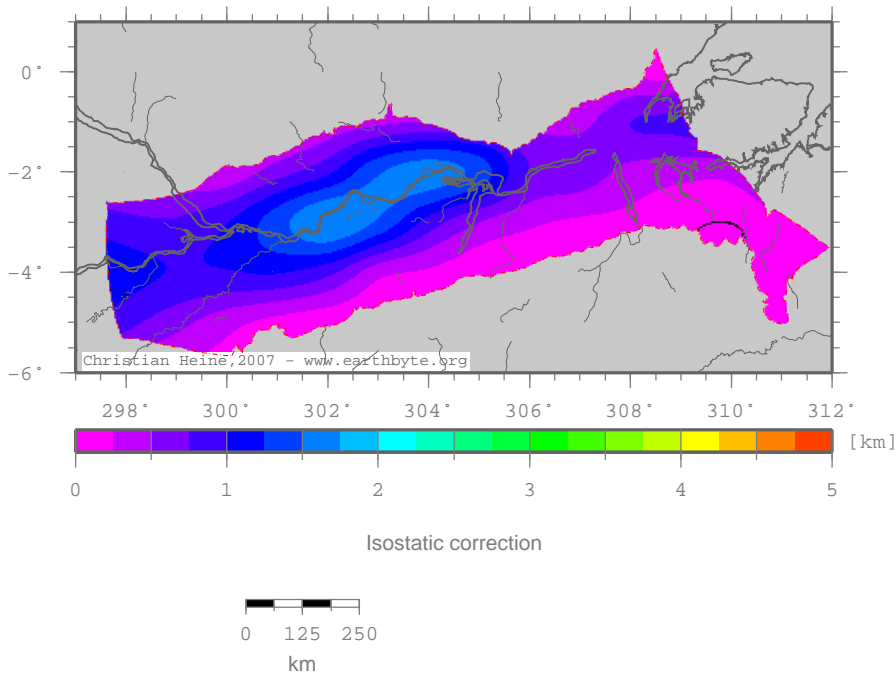 0°
−2°
−4°
−6°
Christian Heine,2007 - www.earthbyte.org
298° 300° 302° 304° 306° 308° 310° 312°
[km]
0 1 2 3 4 5
Isostatic correction
0 125 250
km